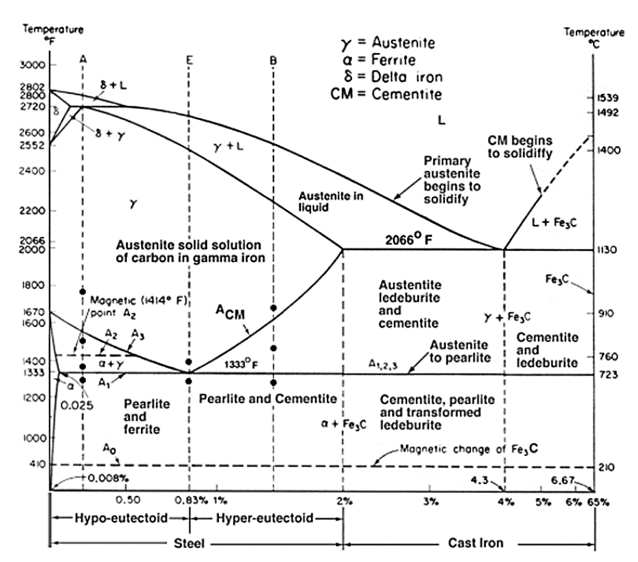 Temperature
°F
A
E
B
Temperature
°C
γ = Austenite
α = Ferrite
δ = Delta iron
CM = Cementite
3000
2802
2800
2720
2600
2552
2400
2200
2066
2000
1800
1670
1600
1400
1333
1200
1000
410
δ + L
δ
δ + γ
γ + L
L
CM begins
to solidiffy
1539
1492
1400
Primary
austenite
begins to
solidify
Austenite in
liquid
γ
L + Fe₃C
2066° F
Austenite solid solution
of carbon in gamma iron
1130
Austentite
ledeburite
and
cementite
Fe₃C
Magnetic (1414° F)
point A₂
A_CM
γ + Fe₃C
910
A₂
A₃
Cementite
and
ledeburite
Austenite
to pearlite
α + γ
1333°F
A₁,₂,₃
760
723
α
A₁
0.025
Pearlite
and
ferrite
Pearlite and Cementite
Cementite, pearlite
and transformed
ledeburite
α + Fe₃C
A₀
Magnetic change of Fe₃C
210
0.008%
4.3
6.67
0.50
0.83%
1%
2%
3%
4%
5%
6%
65%
Hypo-eutectoid
Hyper-eutectoid
Steel
Cast Iron